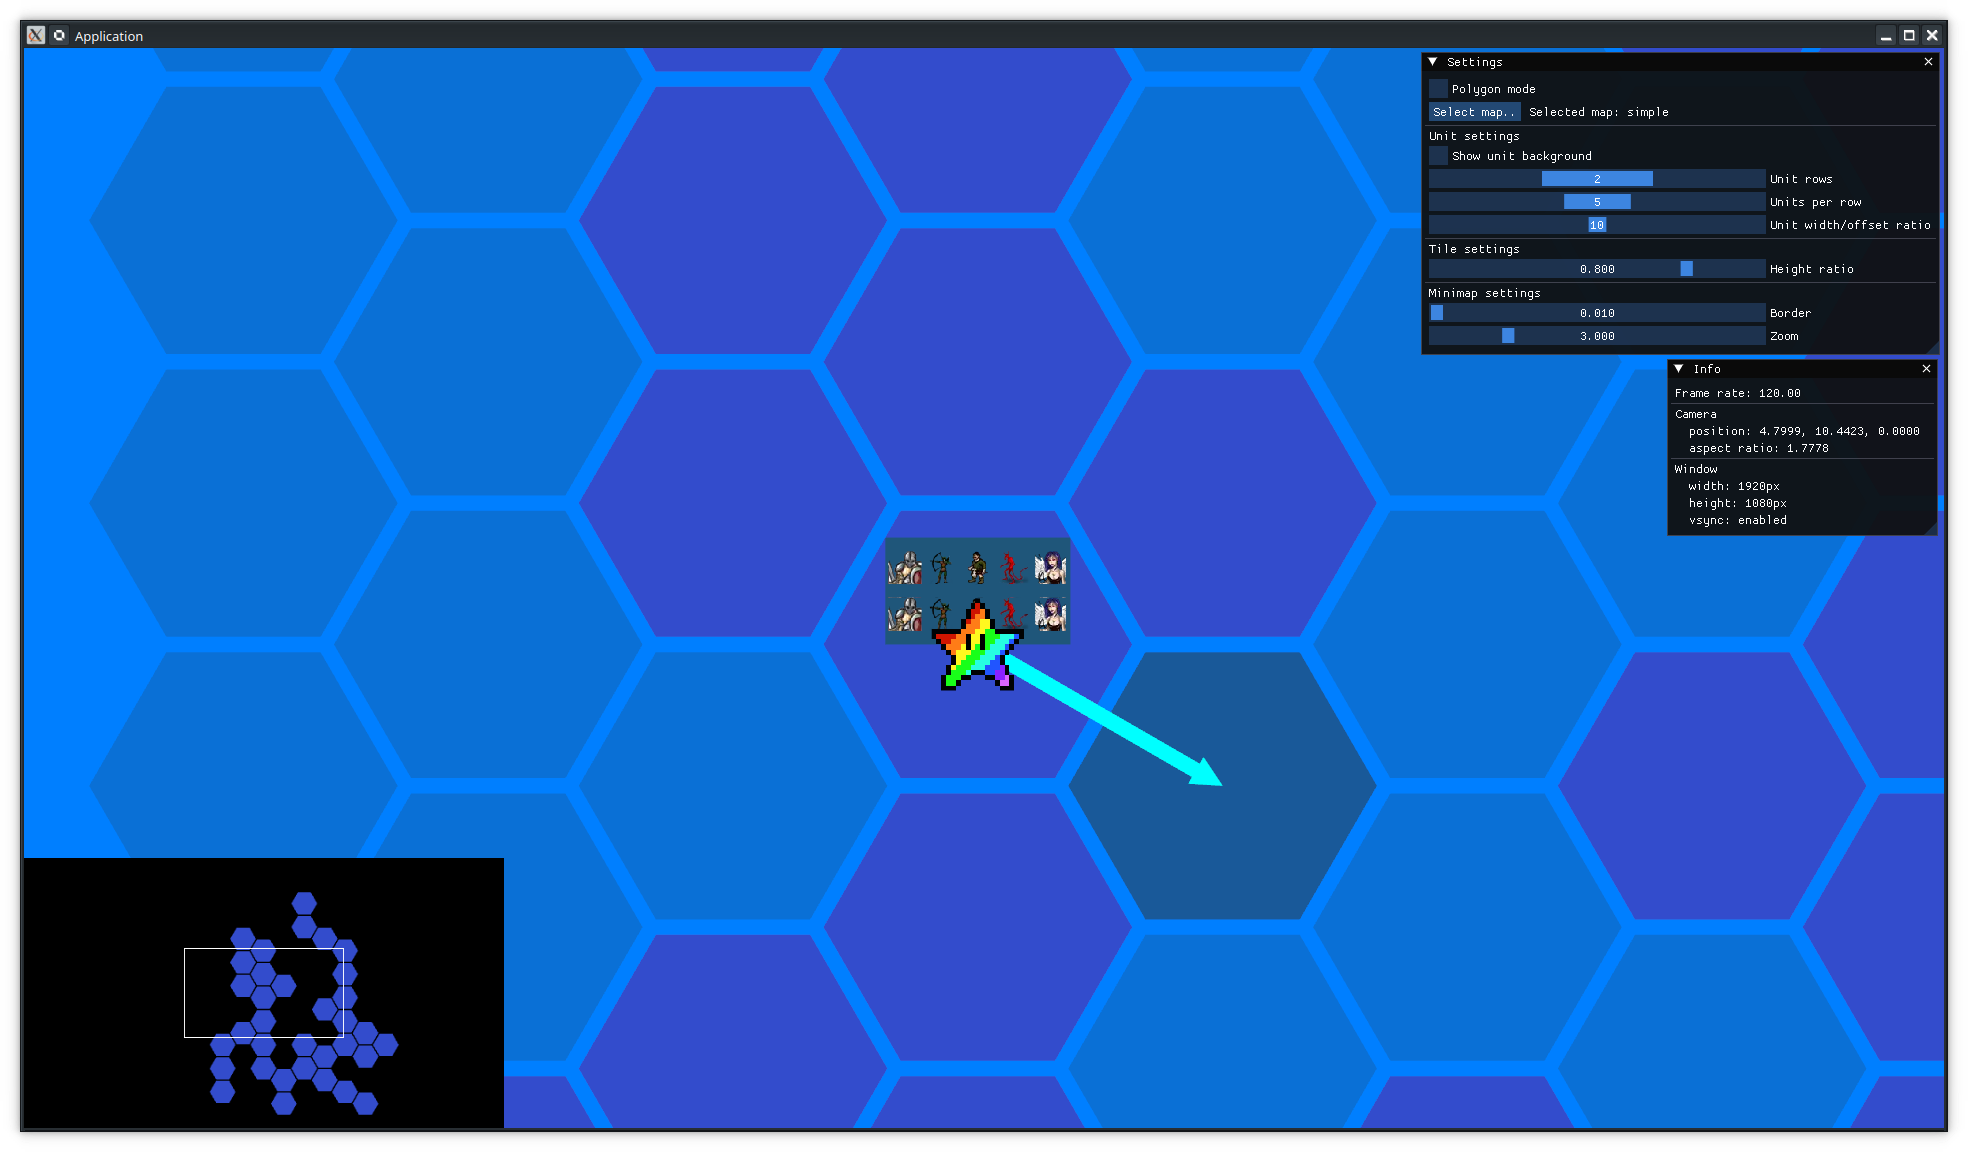 Application
Settings
Polygon mode
Select map.. Selected map: simple
Unit settings
Show unit background
2 Unit rows
5 Units per row
10 Unit width/offset ratio
Tile settings
0.800 Height ratio
Minimap settings
0.010 Border
3.000 Zoom
Info
Frame rate: 120.00
Camera
position: 4.7999, 10.4423, 0.0000
aspect ratio: 1.7778
Window
width: 1920px
height: 1080px
vsync: enabled